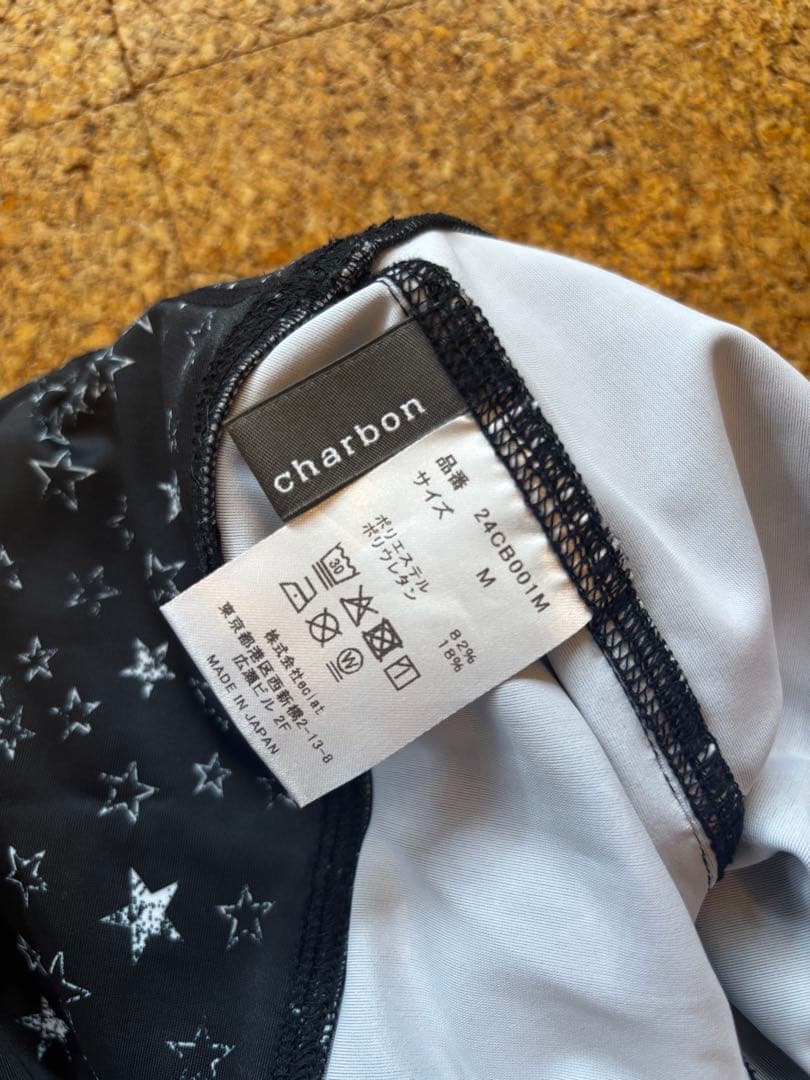 charbon
品番 24CB001M
サイズ M
ポリエステル 82%
ポリウレタン 18%
30
W
株式会社eclat
東京都港区西新橋2-13-8
広瀬ビル 2F
MADE IN JAPAN